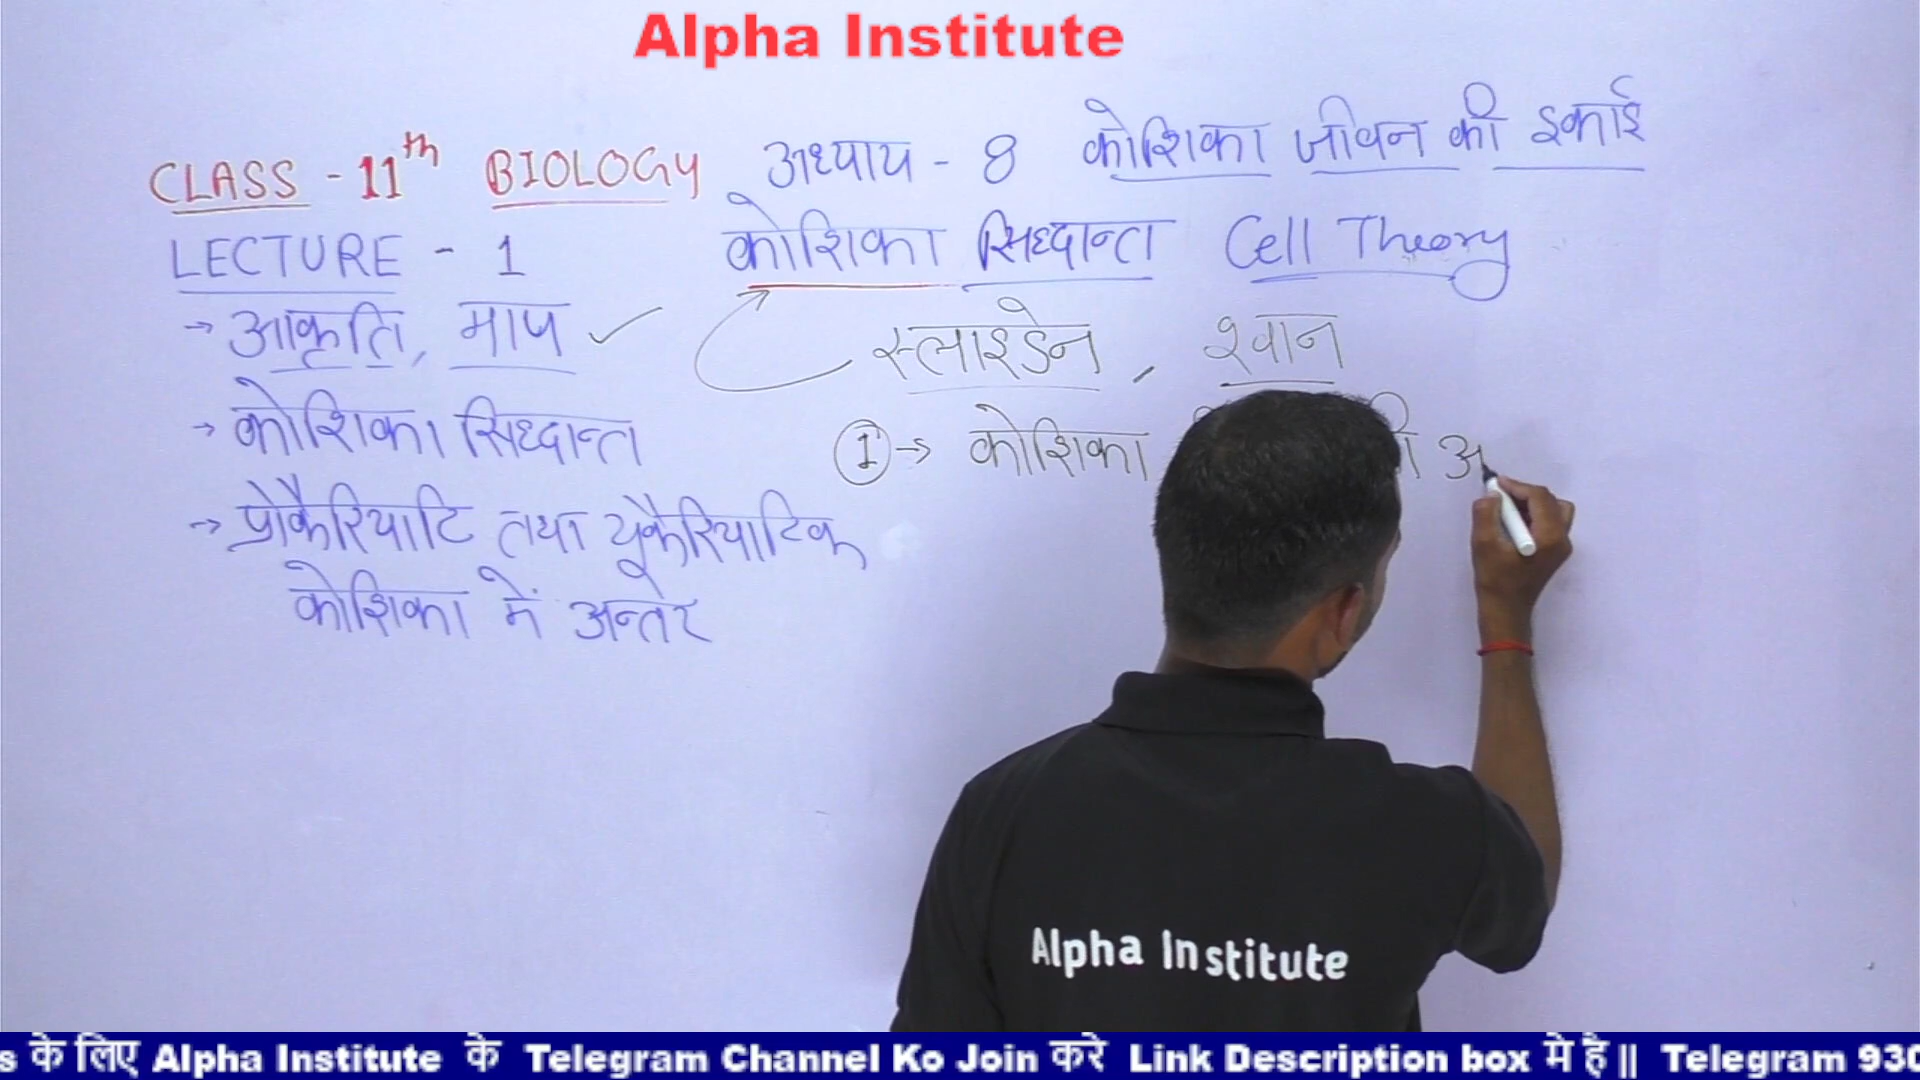 Alpha Institute
CLASS - 11th BIOLOGY अध्याय - 8 कोशिका जीवन की इकाई
LECTURE - 1
कोशिका सिध्दान्त Cell Theory
→ आकृति, माप ✓
स्लाइडेन, श्वान
→ कोशिका सिध्दान्त
① → कोशिका
→ प्रोकैरियाटि तथा यूकैरियाटिक
कोशिका में अन्तर
Alpha Institute
s के लिए Alpha Institute के Telegram Channel Ko Join करे Link Description box मे है || Telegram 930